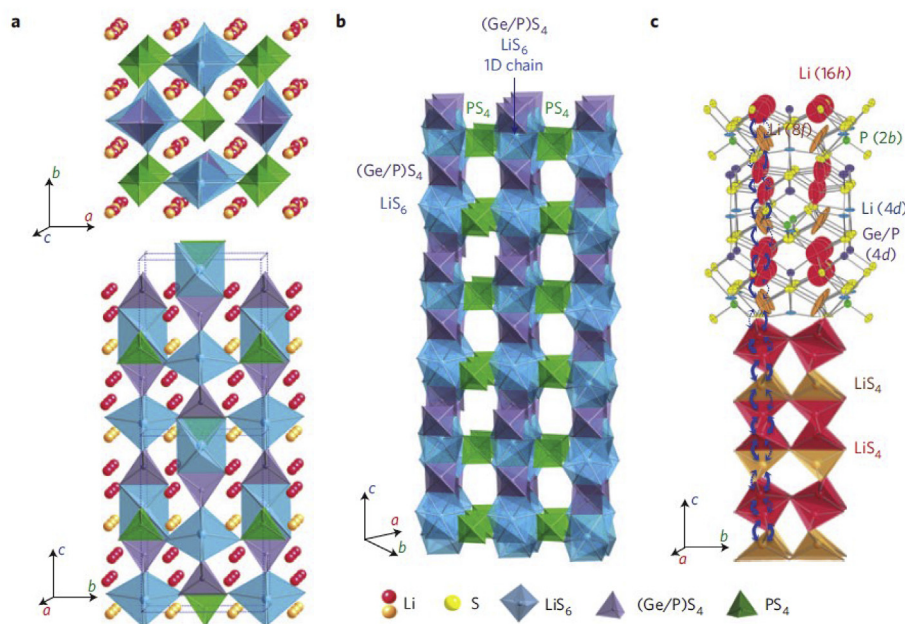 a
b
a
c
c
b
a
b
(Ge/P)S4
LiS6
1D chain
PS4
PS4
(Ge/P)S4
LiS6
c
a
b
c
Li (16h)
Li (8f)
P (2b)
Li (4d)
Ge/P
(4d)
LiS4
LiS4
c
b
a
Li
S
LiS6
(Ge/P)S4
PS4